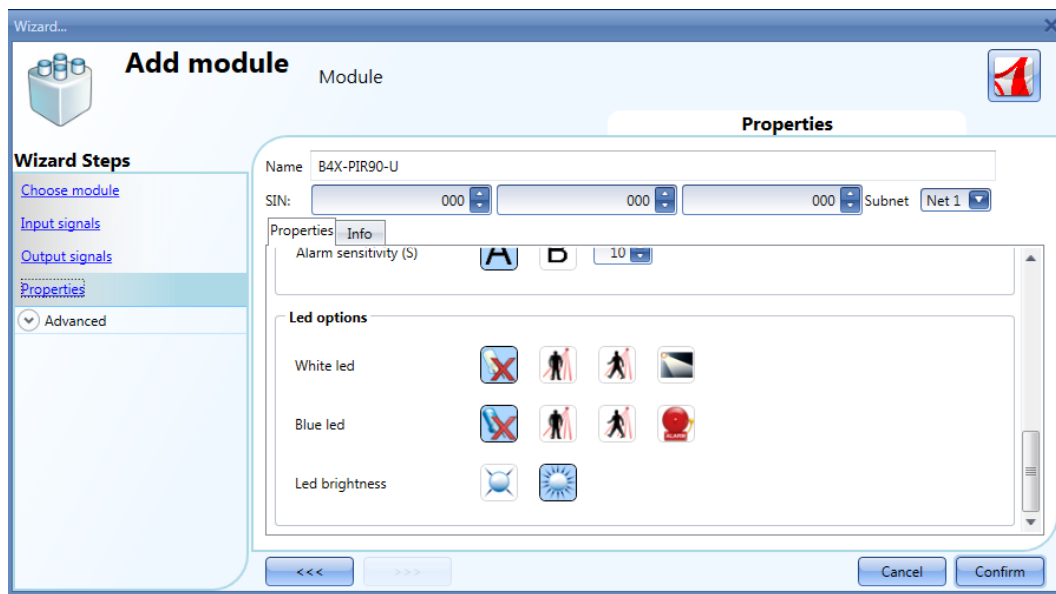 Wizard...
Add module
Module
Properties
Wizard Steps
Choose module
Input signals
Output signals
Properties
Advanced
Name B4X-PIR90-U
SIN: 000 000 000 Subnet Net 1
Properties Info
Alarm sensitivity (S) A B 10
Led options
White led
Blue led
ALARM
Led brightness
<<< >>> Cancel Confirm